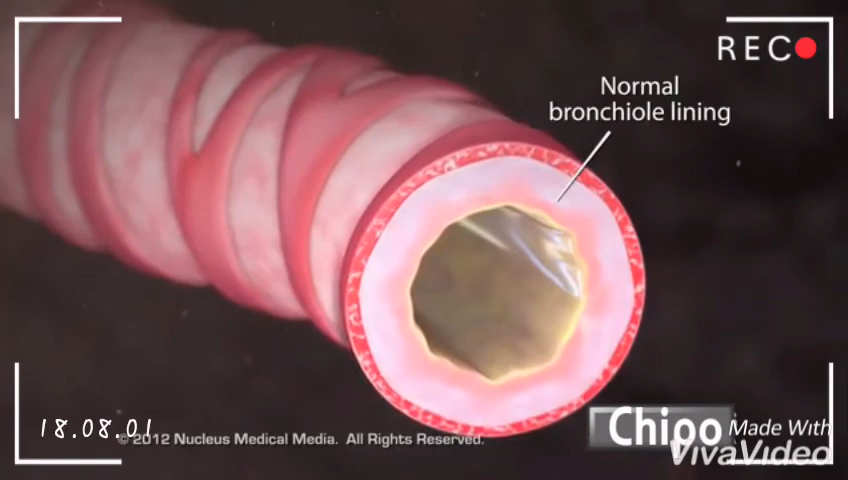 REC
Normal
bronchiole lining
18.08.01
© 2012 Nucleus Medical Media. All Rights Reserved.
Chipo
Made With
VivaVideo